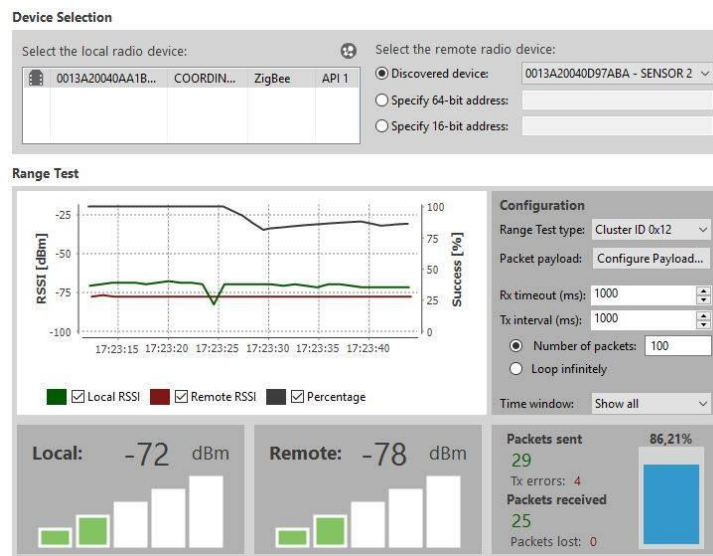 Device Selection
Select the local radio device:
0013A20040AA1B... COORDIN... ZigBee API 1
Select the remote radio device:
Discovered device: 0013A20040D97ABA - SENSOR 2
Specify 64-bit address:
Specify 16-bit address:
Range Test
RSSI [dBm]
-25
-50
-75
-100
100
75
50
25
0
Success [%]
17:23:15 17:23:20 17:23:25 17:23:30 17:23:35 17:23:40
Local RSSI Remote RSSI Percentage
Configuration
Range Test type: Cluster ID 0x12
Packet payload: Configure Payload...
Rx timeout (ms): 1000
Tx interval (ms): 1000
Number of packets: 100
Loop infinitely
Time window: Show all
Local: -72 dBm
Remote: -78 dBm
Packets sent 86,21%
29
Tx errors: 4
Packets received
25
Packets lost: 0